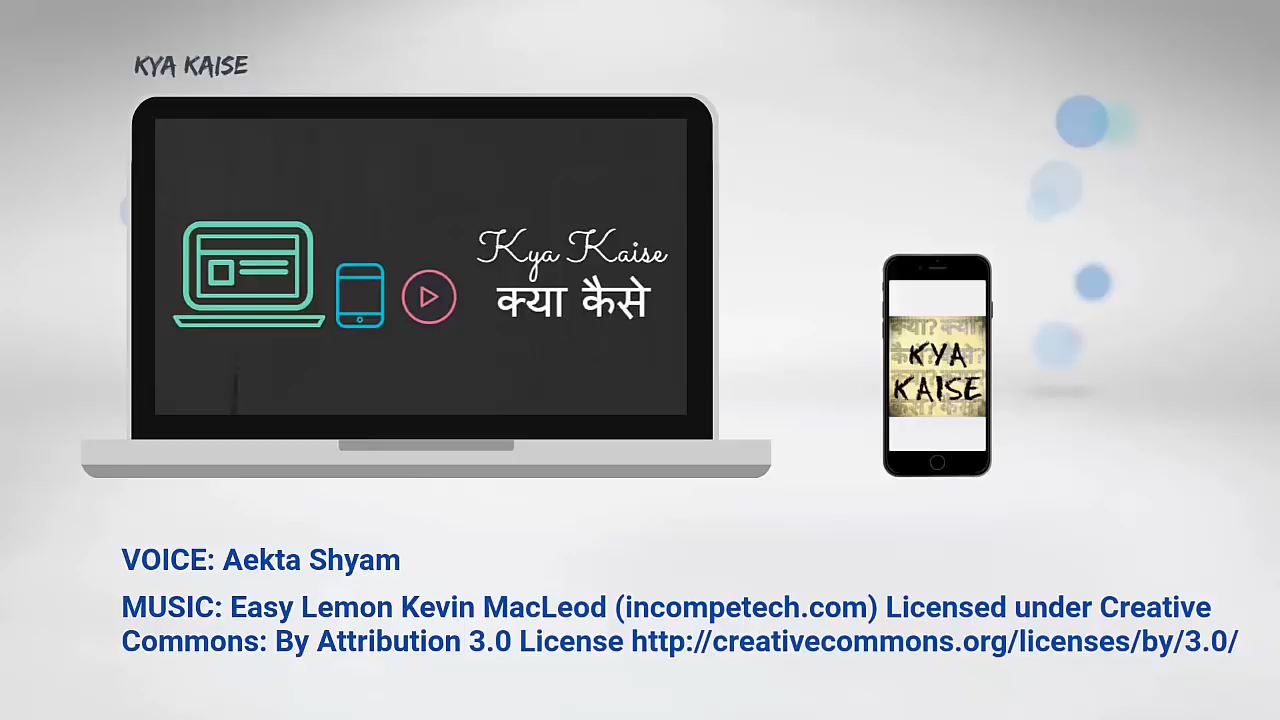 KYA KAISE
Kya Kaise
क्या कैसे
क्या? क्या?
KYA
KAISE
VOICE: Aekta Shyam
MUSIC: Easy Lemon Kevin MacLeod (incompetech.com) Licensed under Creative
Commons: By Attribution 3.0 License http://creativecommons.org/licenses/by/3.0/